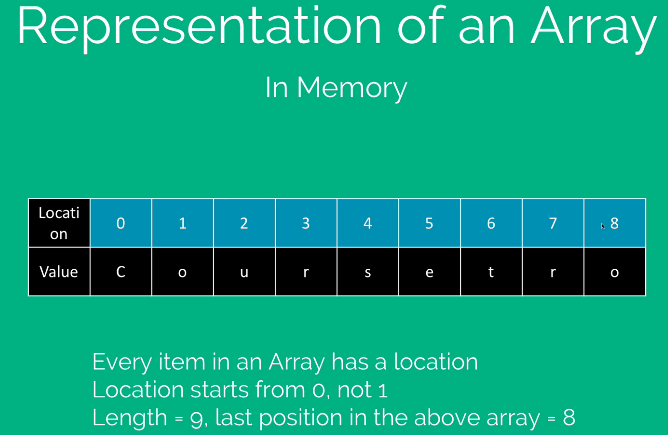 Representation of an Array
In Memory
Locati
on 0 1 2 3 4 5 6 7 8
Value C o u r s e t r o
Every item in an Array has a location
Location starts from 0, not 1
Length = 9, last position in the above array = 8